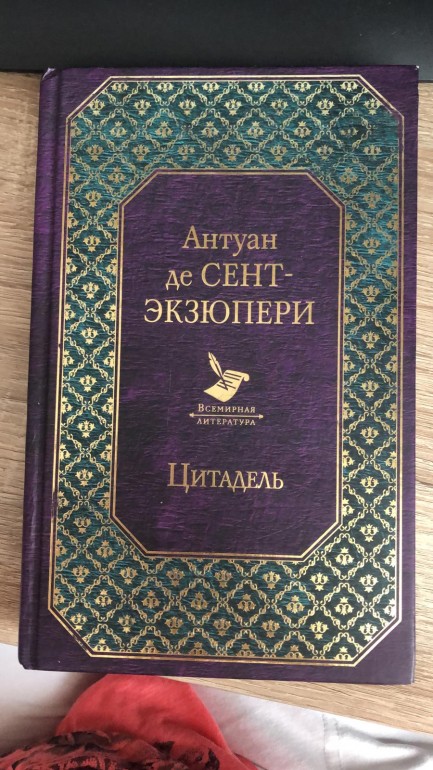 Антуан
де СЕНТ-
ЭКЗЮПЕРИ
Всемирная
литература
Цитадель